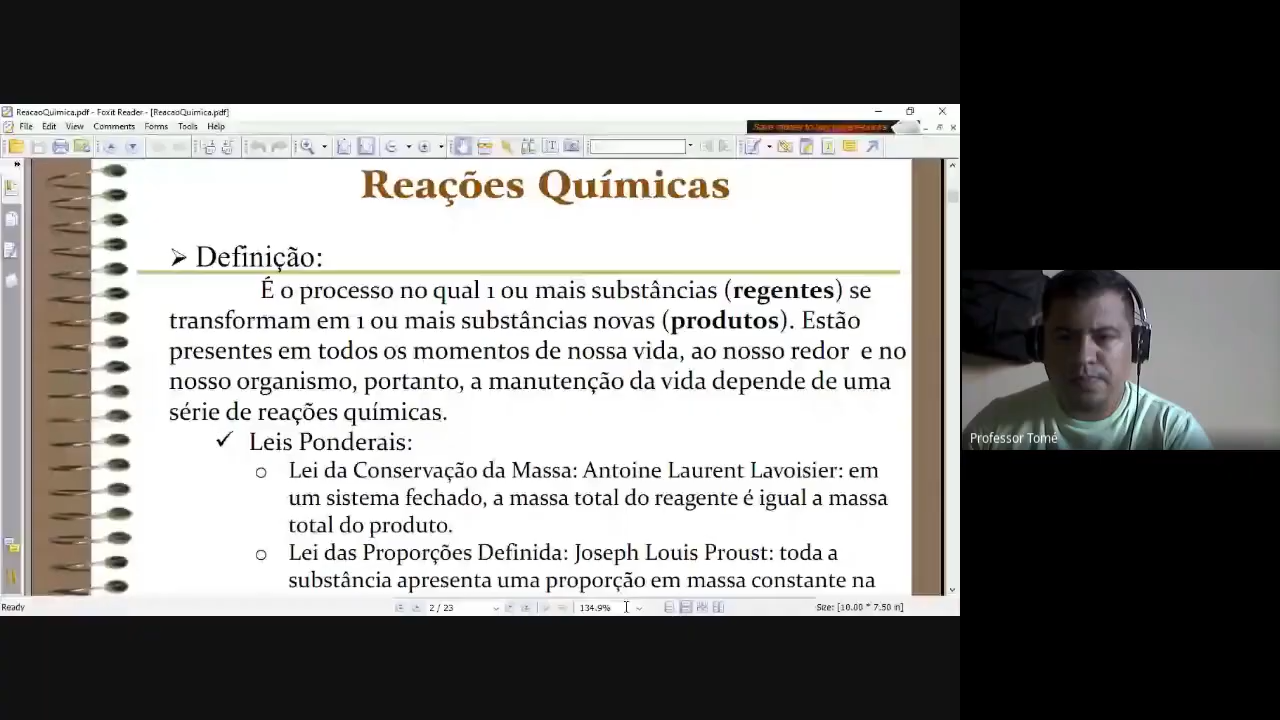 ReacaoQuimica.pdf - Foxit Reader - [ReacaoQuimica.pdf]
File Edit View Comments Forms Tools Help
Reações Químicas
➢ Definição:
É o processo no qual 1 ou mais substâncias (regentes) se
transformam em 1 ou mais substâncias novas (produtos). Estão
presentes em todos os momentos de nossa vida, ao nosso redor e no
nosso organismo, portanto, a manutenção da vida depende de uma
série de reações químicas.
✓ Leis Ponderais:
o Lei da Conservação da Massa: Antoine Laurent Lavoisier: em
um sistema fechado, a massa total do reagente é igual a massa
total do produto.
o Lei das Proporções Definida: Joseph Louis Proust: toda a
substância apresenta uma proporção em massa constante na
Ready
2 / 23
134.9%
Size: [10.00 * 7.50 in]
Professor Tomé